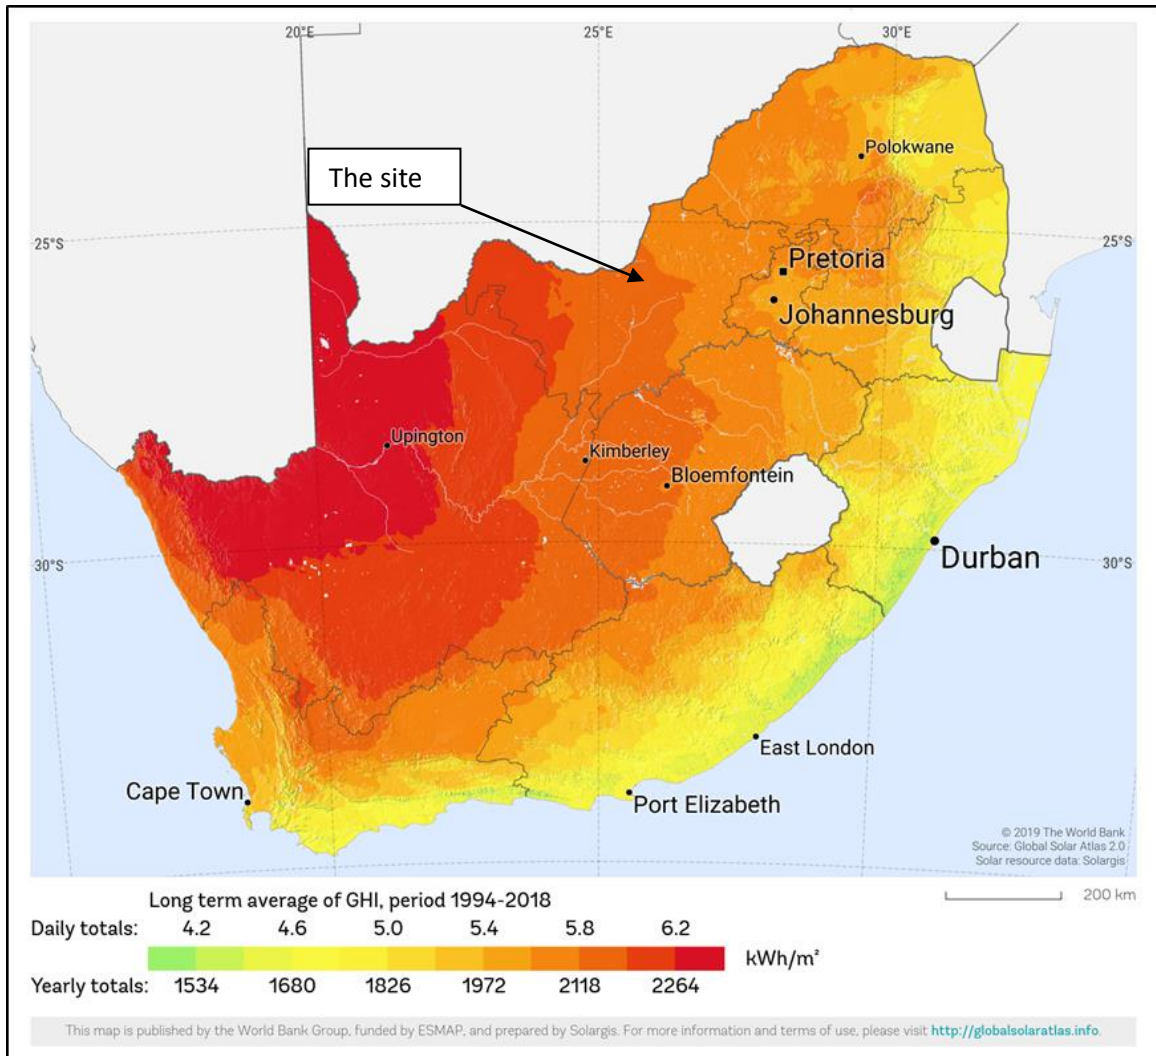 20°E 25°E 30°E
Polokwane
The site
25°S 25°S
Pretoria
Johannesburg
Upington
Kimberley
Bloemfontein
Durban
30°S 30°S
East London
Cape Town
Port Elizabeth
© 2019 The World Bank
Source: Global Solar Atlas 2.0
Solar resource data: Solargis
Long term average of GHI, period 1994-2018
200 km
Daily totals: 4.2 4.6 5.0 5.4 5.8 6.2
kWh/m²
Yearly totals: 1534 1680 1826 1972 2118 2264
This map is published by the World Bank Group, funded by ESMAP, and prepared by Solargis. For more information and terms of use, please visit http://globalsolaratlas.info.